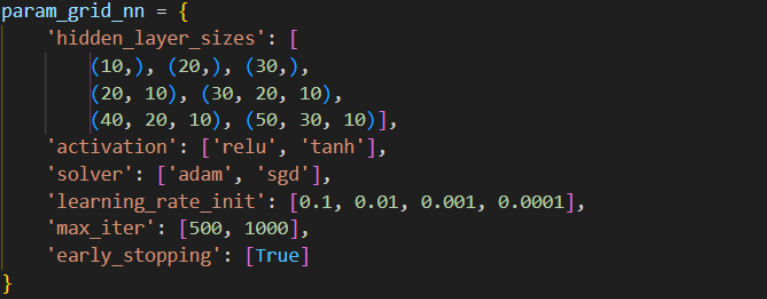 param_grid_nn = {
    'hidden_layer_sizes': [
        (10,), (20,), (30,),
        (20, 10), (30, 20, 10),
        (40, 20, 10), (50, 30, 10)],
    'activation': ['relu', 'tanh'],
    'solver': ['adam', 'sgd'],
    'learning_rate_init': [0.1, 0.01, 0.001, 0.0001],
    'max_iter': [500, 1000],
    'early_stopping': [True]
}